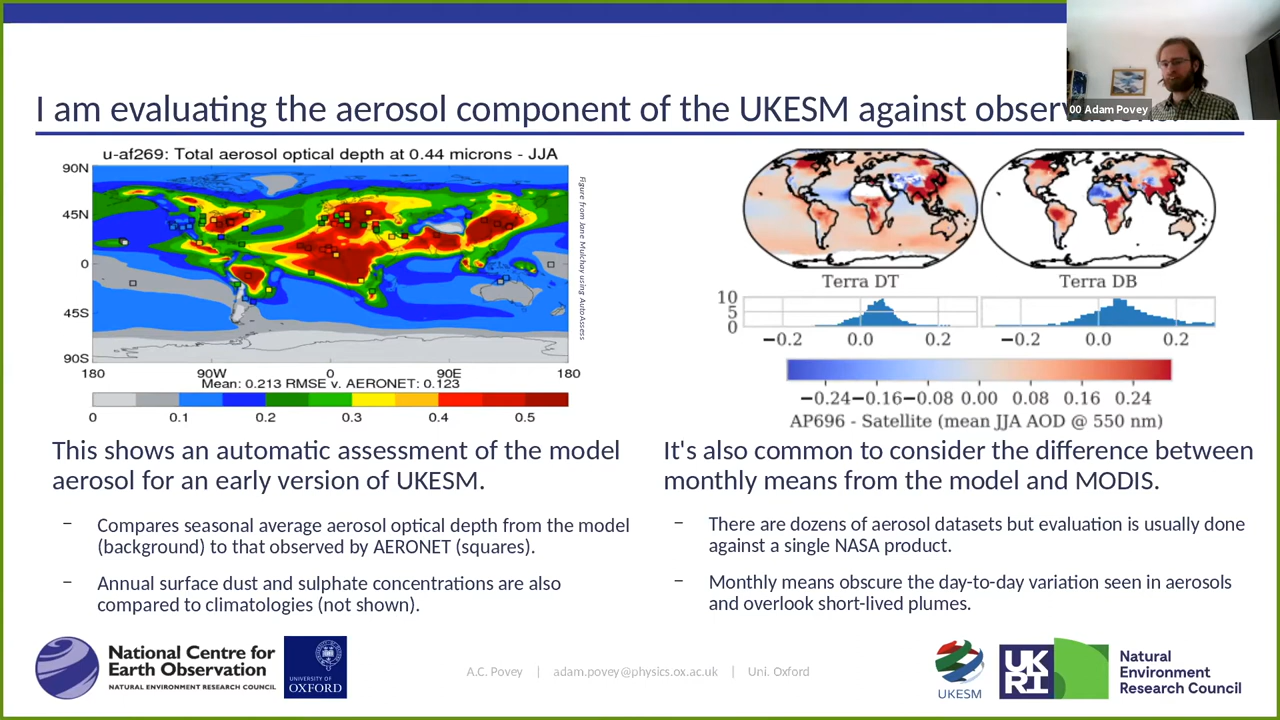 I am evaluating the aerosol component of the UKESM against
00 Adam Povey
u-af269: Total aerosol optical depth at 0.44 microns - JJA
90N
45N
0
45S
90S
180 90W 0 90E 180
Mean: 0.213 RMSE v. AERONET: 0.123
0 0.1 0.2 0.3 0.4 0.5
Figure from Jane Mulchay using AutoAssess
Terra DT Terra DB
10
5
0
−0.2 0.0 0.2 −0.2 0.0 0.2
−0.24 −0.16 −0.08 0.00 0.08 0.16 0.24
AP696 - Satellite (mean JJA AOD @ 550 nm)
This shows an automatic assessment of the model
aerosol for an early version of UKESM.
– Compares seasonal average aerosol optical depth from the model
(background) to that observed by AERONET (squares).
– Annual surface dust and sulphate concentrations are also
compared to climatologies (not shown).
It's also common to consider the difference between
monthly means from the model and MODIS.
– There are dozens of aerosol datasets but evaluation is usually done
against a single NASA product.
– Monthly means obscure the day-to-day variation seen in aerosols
and overlook short-lived plumes.
National Centre for
Earth Observation
NATURAL ENVIRONMENT RESEARCH COUNCIL
UNIVERSITY OF
OXFORD
A.C. Povey | adam.povey@physics.ox.ac.uk | Uni. Oxford
UKESM
UK
RI
Natural
Environment
Research Council